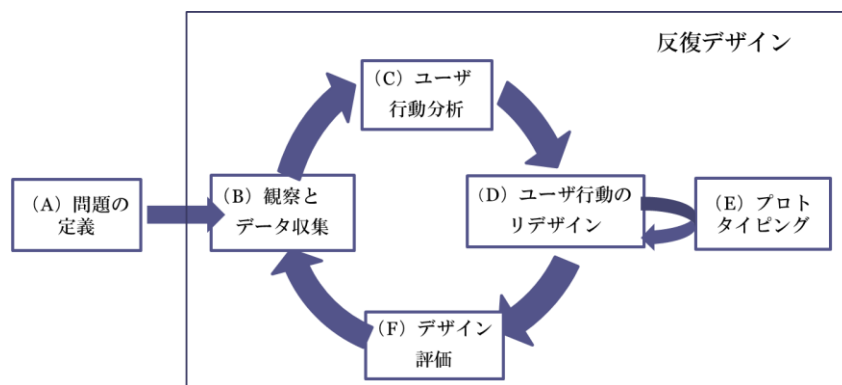 反復デザイン
（A）問題の
定義
（B）観察と
データ収集
（C）ユーザ
行動分析
（D）ユーザ行動の
リデザイン
（E）プロト
タイピング
（F）デザイン
評価